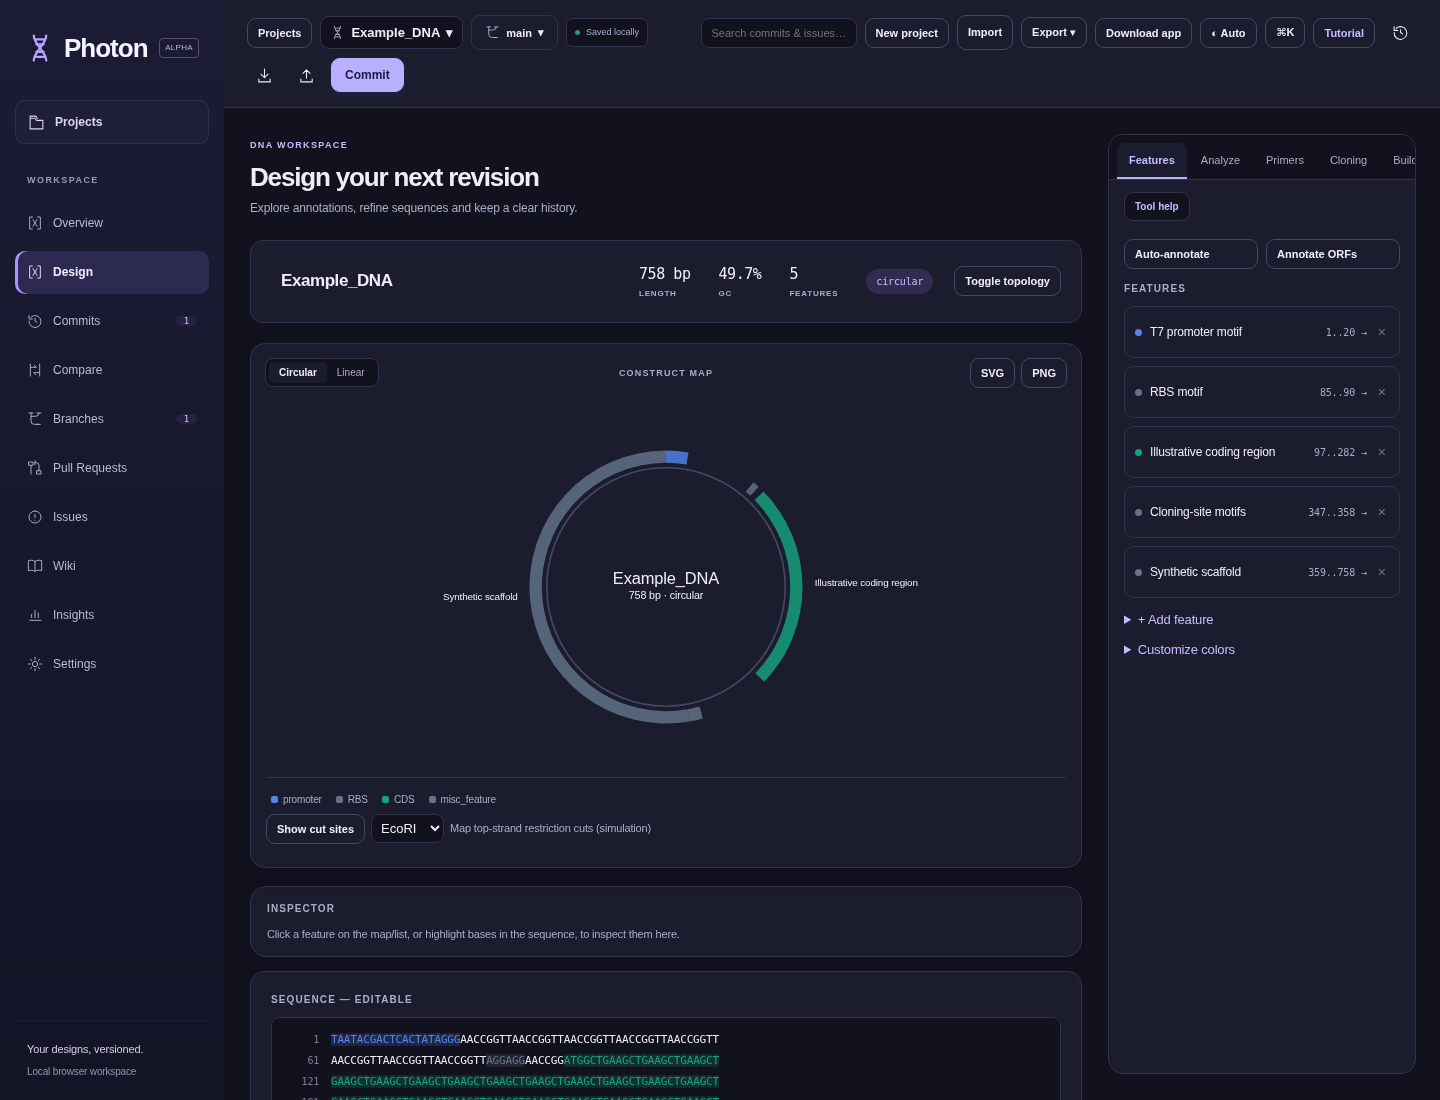 Photon ALPHA
Projects
WORKSPACE
Overview
Design
Commits 1
Compare
Branches 1
Pull Requests
Issues
Wiki
Insights
Settings
Your designs, versioned.
Local browser workspace
Projects Example_DNA ▾ main ▾ Saved locally Search commits & issues… New project Import Export ▾ Download app Auto ⌘K Tutorial
Commit
DNA WORKSPACE
Design your next revision
Explore annotations, refine sequences and keep a clear history.
Example_DNA
758 bp
LENGTH
49.7%
GC
5
FEATURES
circular
Toggle topology
Circular Linear
CONSTRUCT MAP
SVG PNG
Example_DNA
758 bp · circular
Synthetic scaffold
Illustrative coding region
promoter RBS CDS misc_feature
Show cut sites EcoRI Map top-strand restriction cuts (simulation)
INSPECTOR
Click a feature on the map/list, or highlight bases in the sequence, to inspect them here.
SEQUENCE — EDITABLE
1 TAATACGACTCACTATAGGGAACCGGTTAACCGGTTAACCGGTTAACCGGTTAACCGGTT
61 AACCGGTTAACCGGTTAACCGGTTAGGAGGAACCGGATGGCTGAAGCTGAAGCTGAAGCT
121 GAAGCTGAAGCTGAAGCTGAAGCTGAAGCTGAAGCTGAAGCTGAAGCTGAAGCTGAAGCT
Features Analyze Primers Cloning Build
Tool help
Auto-annotate Annotate ORFs
FEATURES
T7 promoter motif 1..20 → ×
RBS motif 85..90 → ×
Illustrative coding region 97..282 → ×
Cloning-site motifs 347..358 → ×
Synthetic scaffold 359..758 → ×
▶ + Add feature
▶ Customize colors